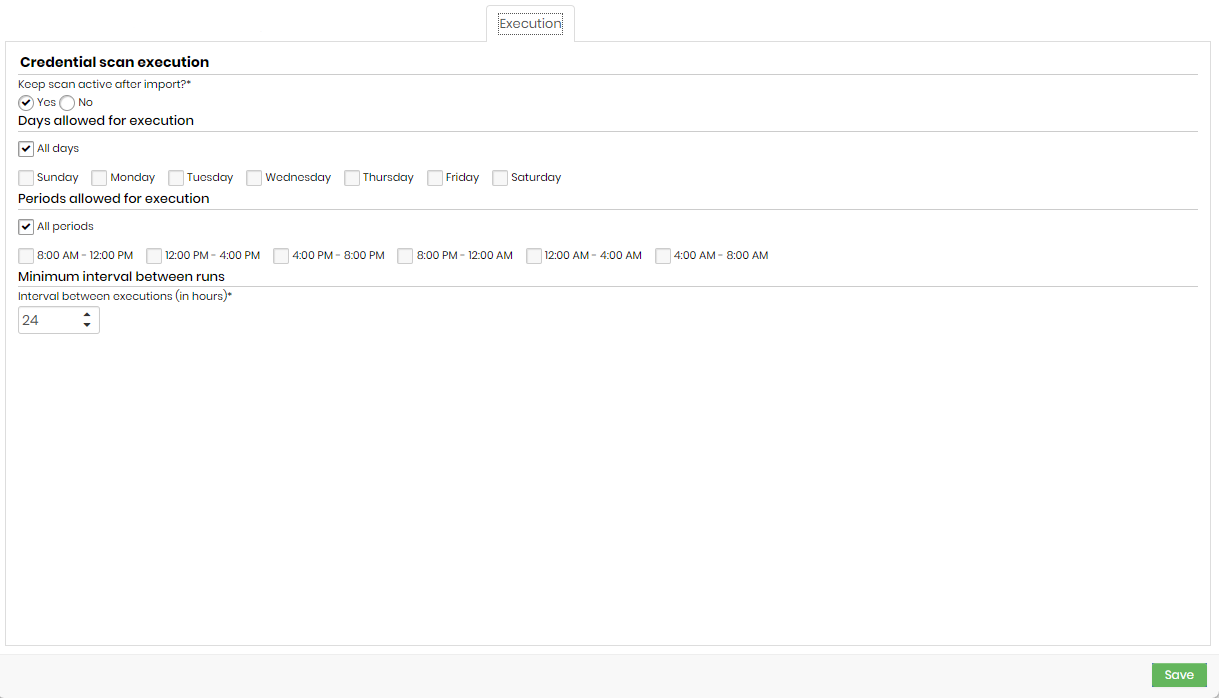 Execution
Credential scan execution
Keep scan active after import?*
Yes No
Days allowed for execution
All days
Sunday Monday Tuesday Wednesday Thursday Friday Saturday
Periods allowed for execution
All periods
8:00 AM - 12:00 PM 12:00 PM - 4:00 PM 4:00 PM - 8:00 PM 8:00 PM - 12:00 AM 12:00 AM - 4:00 AM 4:00 AM - 8:00 AM
Minimum interval between runs
Interval between executions (in hours)*
24
Save